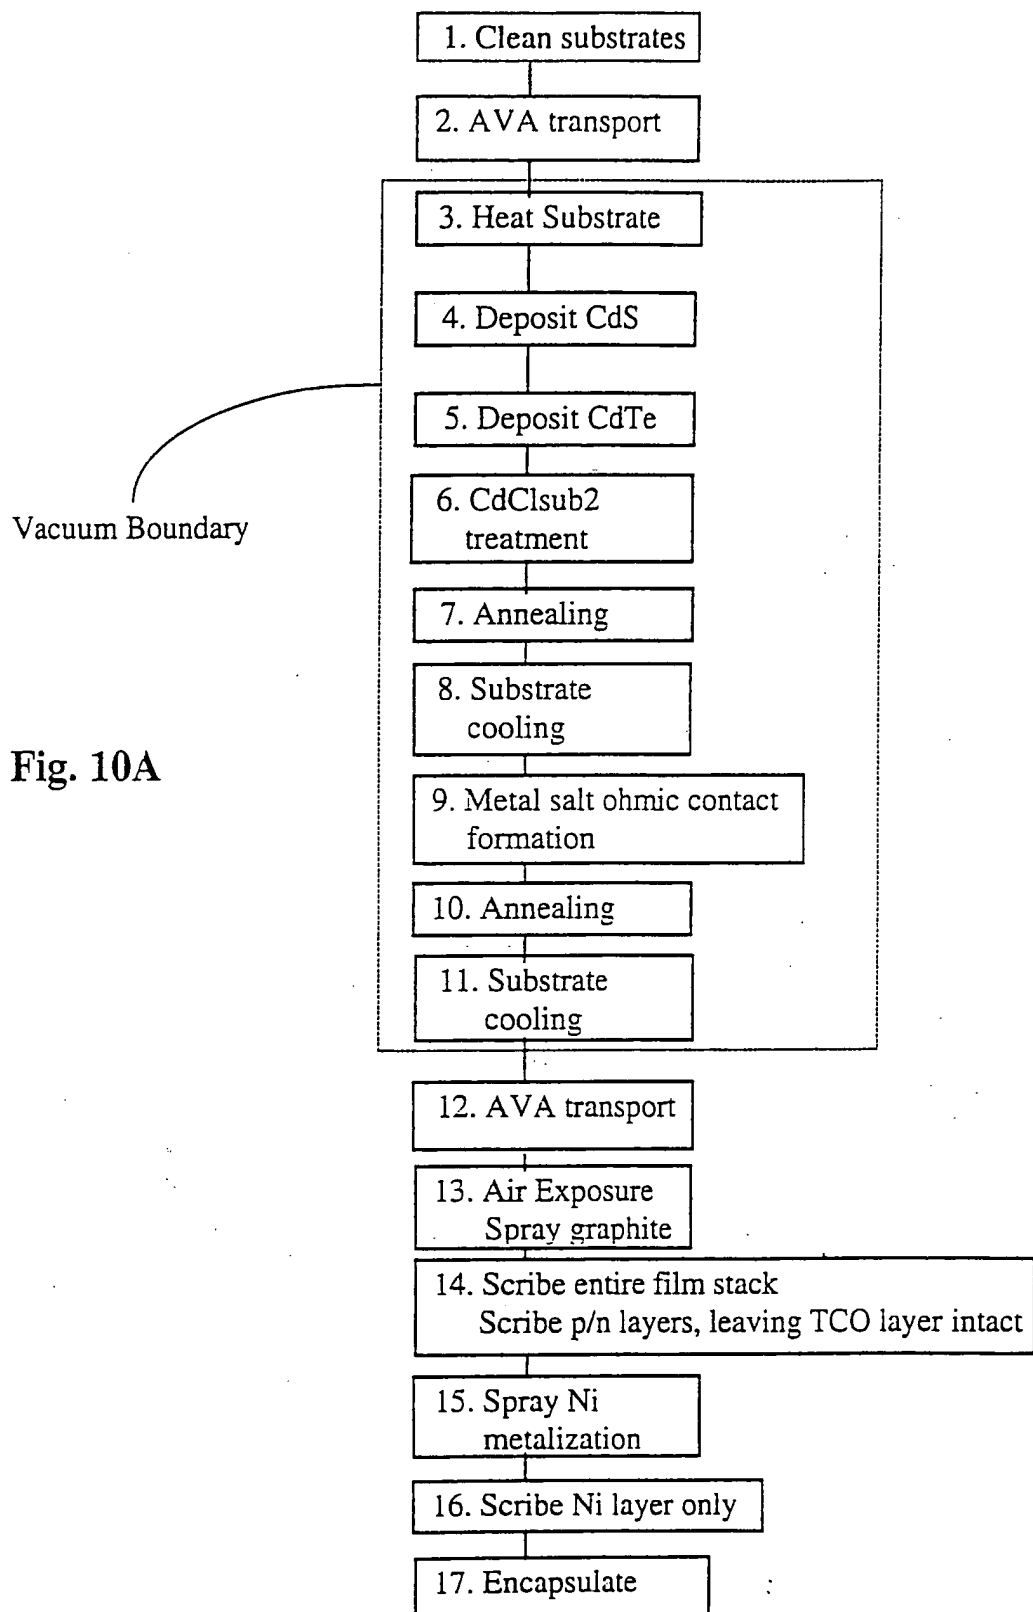 1. Clean substrates
2. AVA transport
3. Heat Substrate
4. Deposit CdS
5. Deposit CdTe
6. CdClsub2
treatment
Vacuum Boundary
7. Annealing
8. Substrate
cooling
Fig. 10A
9. Metal salt ohmic contact
formation
10. Annealing
11. Substrate
cooling
12. AVA transport
13. Air Exposure
Spray graphite
14. Scribe entire film stack
Scribe p/n layers, leaving TCO layer intact
15. Spray Ni
metalization
16. Scribe Ni layer only
17. Encapsulate